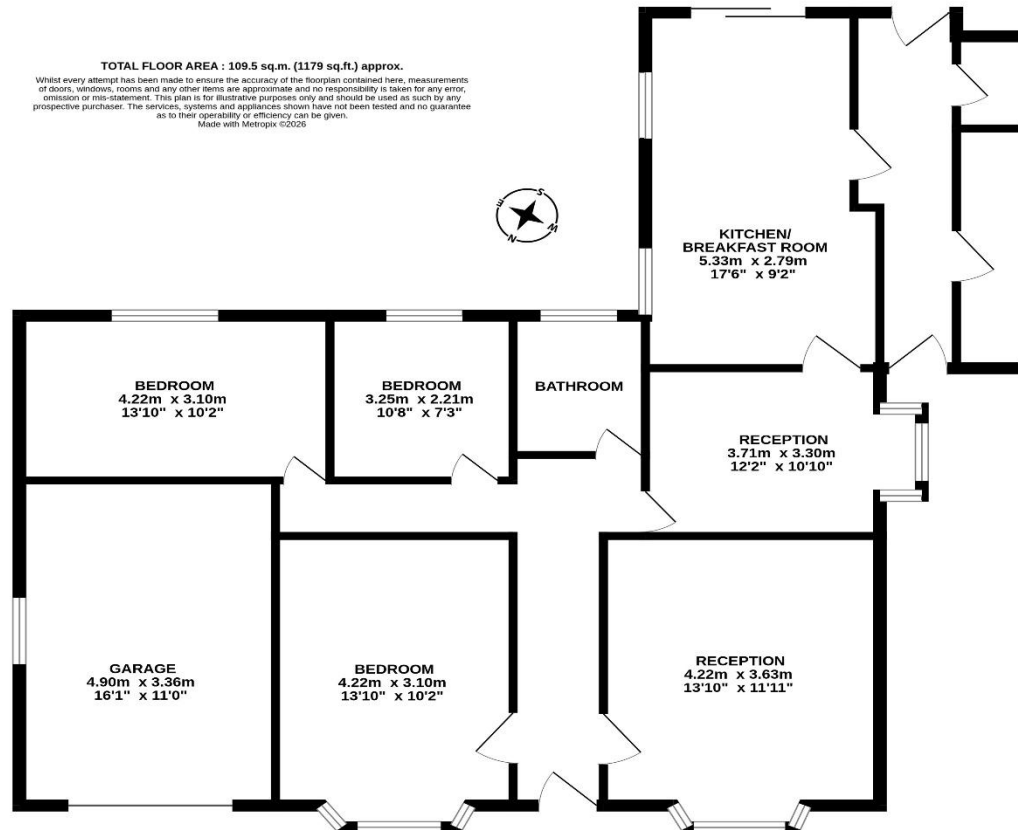 TOTAL FLOOR AREA : 109.5 sq.m. (1179 sq.ft.) approx.
Whilst every attempt has been made to ensure the accuracy of the floorplan contained here, measurements
of doors, windows, rooms and any other items are approximate and no responsibility is taken for any error,
omission or mis-statement. This plan is for illustrative purposes only and should be used as such by any
prospective purchaser. The services, systems and appliances shown have not been tested and no guarantee
as to their operability or efficiency can be given.
Made with Metropix ©2026
S
E
W
N
KITCHEN/
BREAKFAST ROOM
5.33m x 2.79m
17'6" x 9'2"
BEDROOM
4.22m x 3.10m
13'10" x 10'2"
BEDROOM
3.25m x 2.21m
10'8" x 7'3"
BATHROOM
RECEPTION
3.71m x 3.30m
12'2" x 10'10"
GARAGE
4.90m x 3.36m
16'1" x 11'0"
BEDROOM
4.22m x 3.10m
13'10" x 10'2"
RECEPTION
4.22m x 3.63m
13'10" x 11'11"